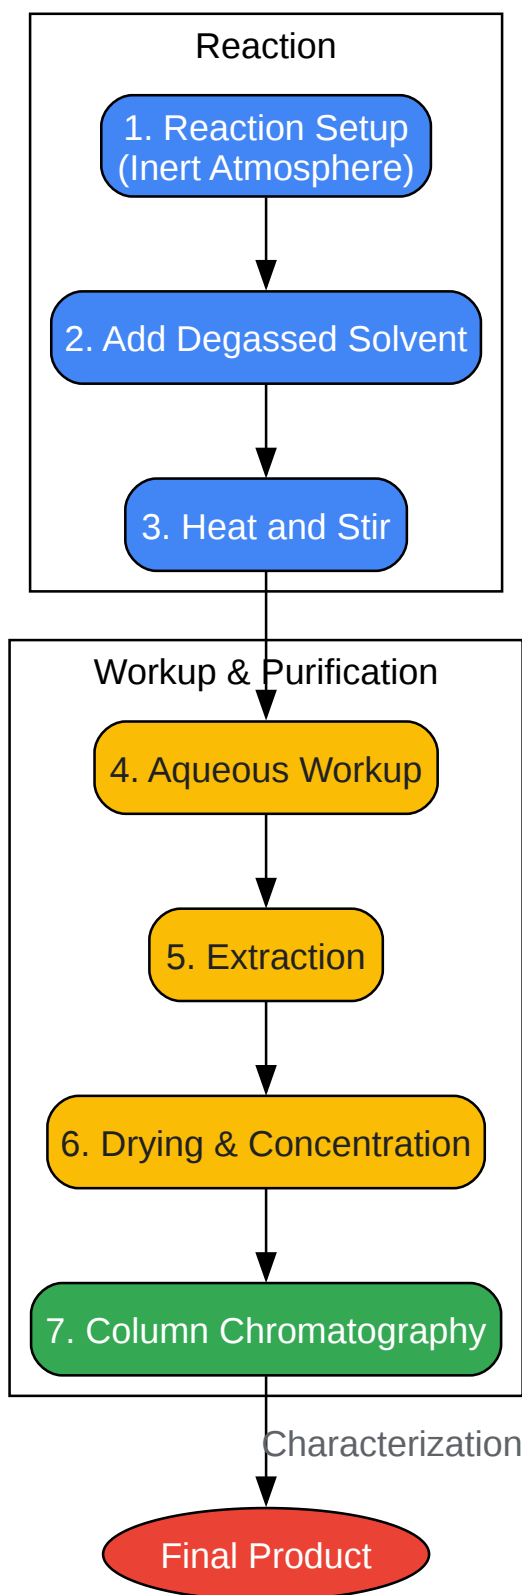 Reaction
1. Reaction Setup
(Inert Atmosphere)
2. Add Degassed Solvent
3. Heat and Stir
Workup & Purification
4. Aqueous Workup
5. Extraction
6. Drying & Concentration
7. Column Chromatography
Characterization
Final Product